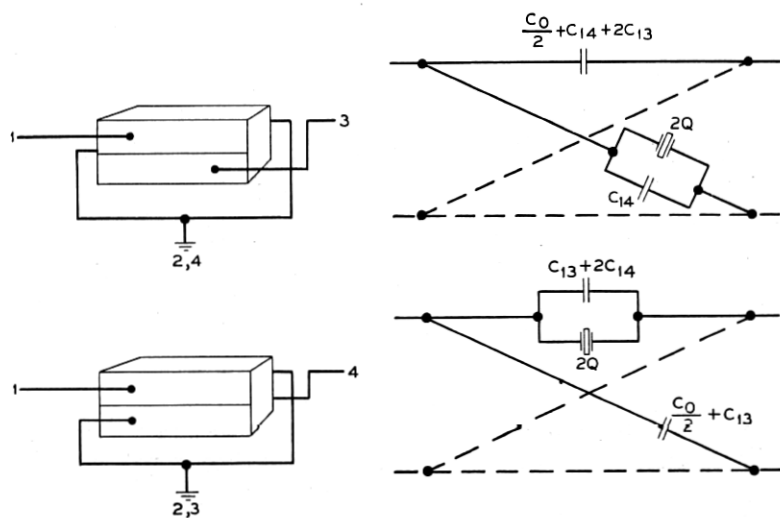 C0/2 + C14 + 2C13
1
3
2Q
C14
2,4
C13 + 2C14
2Q
1
4
C0/2 + C13
2,3